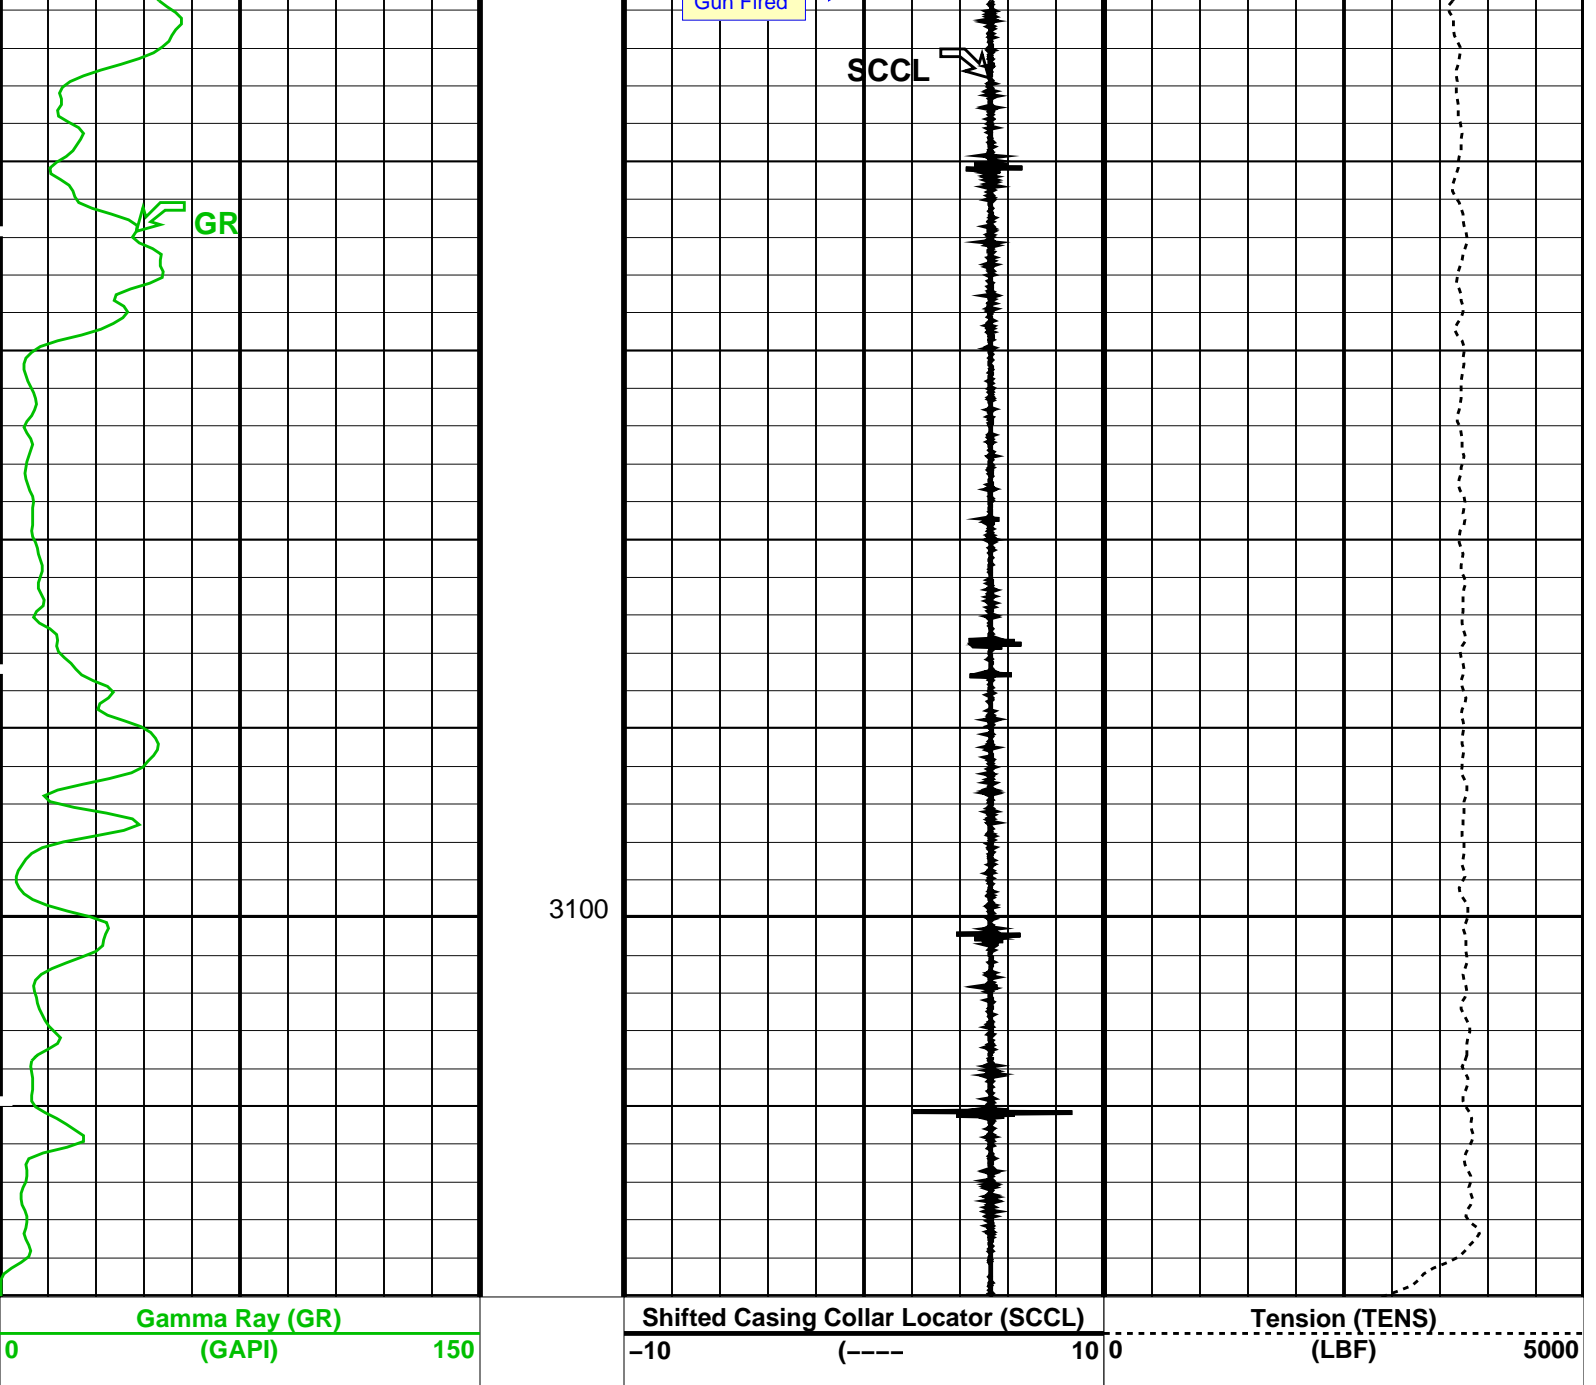 Gun Fired
SCCL
GR
3100
Gamma Ray (GR)
0 (GAPI) 150
Shifted Casing Collar Locator (SCCL)
−10 (−−−− 10
Tension (TENS)
0 (LBF) 5000